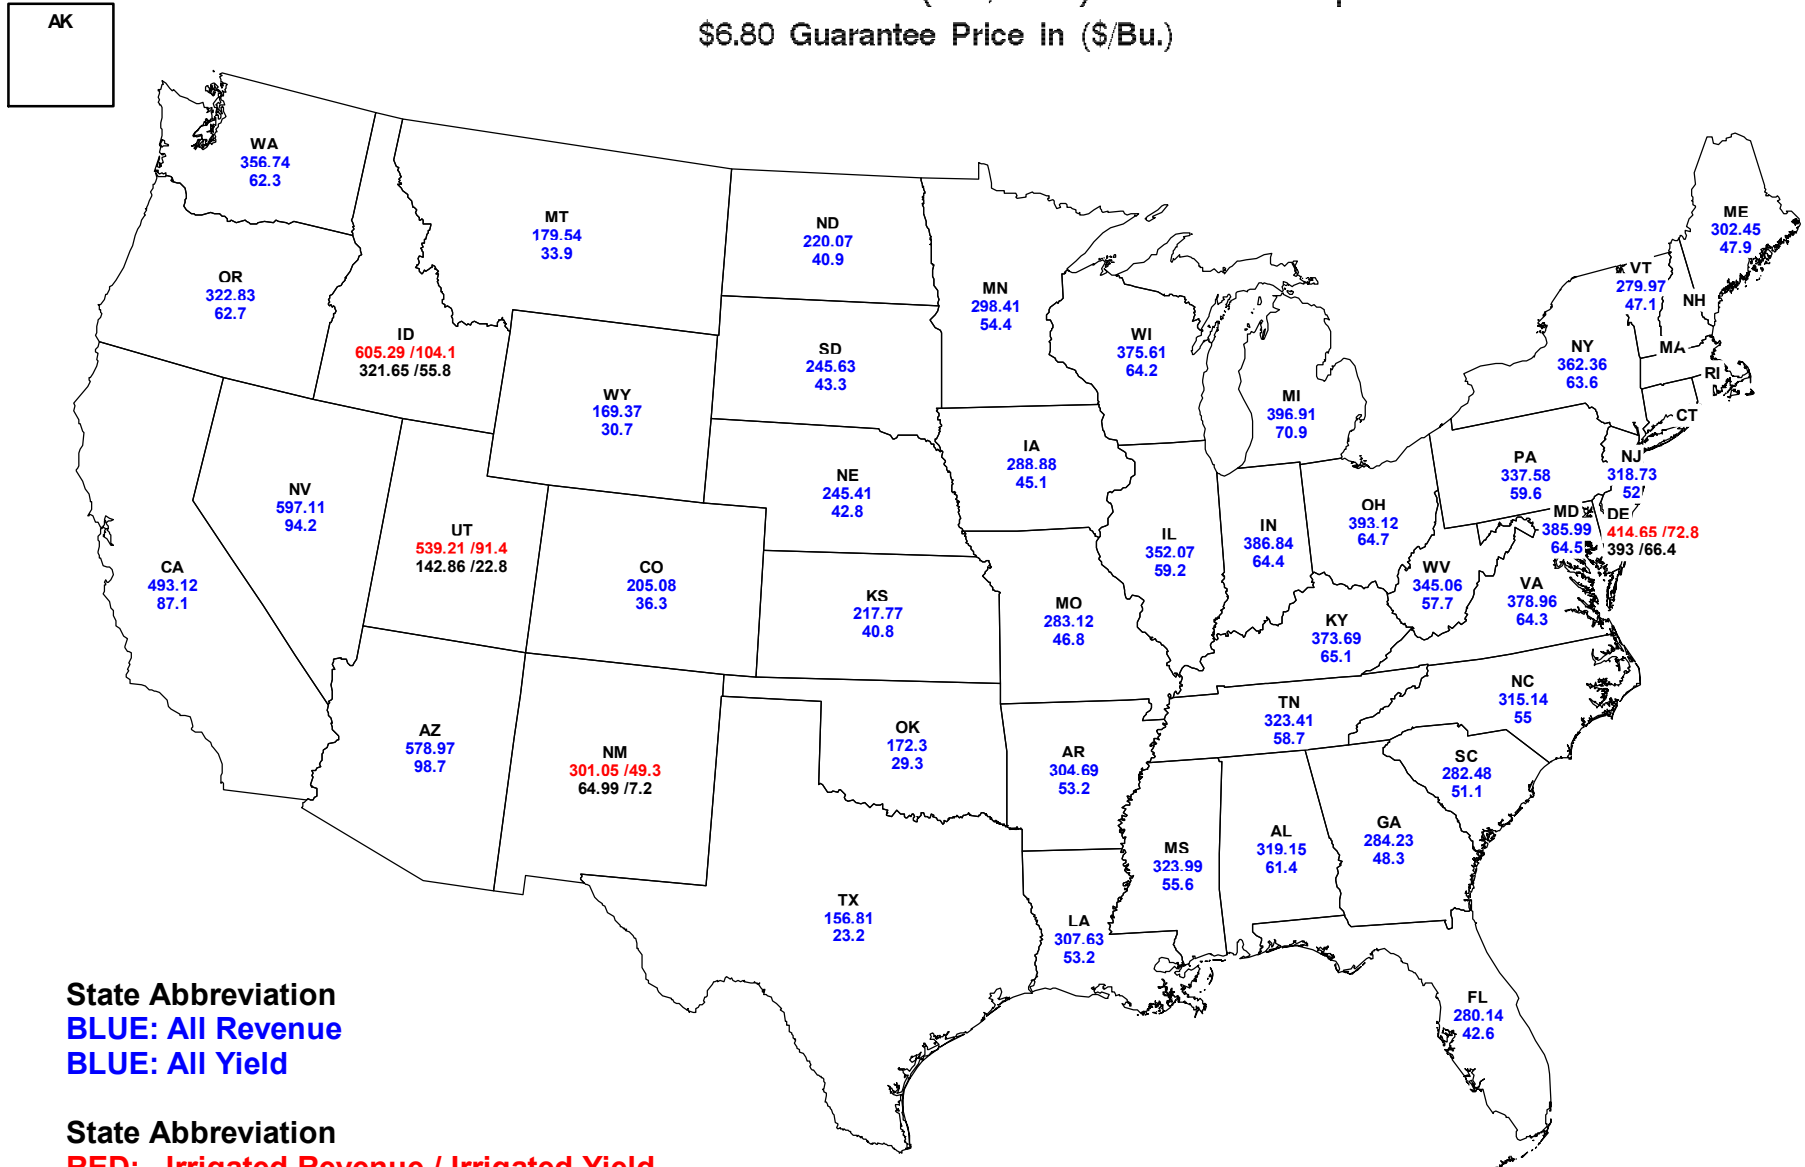 AK
$6.80 Guarantee Price in ($/Bu.)
WA
356.74
62.3
MT
179.54
33.9
ND
220.07
40.9
MN
298.41
54.4
ME
302.45
47.9
VT
279.97
47.1
NH
OR
322.83
62.7
ID
605.29 /104.1
321.65 /55.8
WI
375.61
64.2
SD
245.63
43.3
NY
362.36
63.6
MA
RI
CT
WY
169.37
30.7
MI
396.91
70.9
IA
288.88
45.1
PA
337.58
59.6
NJ
318.73
52
NE
245.41
42.8
NV
597.11
94.2
UT
539.21 /91.4
142.86 /22.8
OH
393.12
64.7
MD
385.99
64.5
DE
414.65 /72.8
393 /66.4
IN
386.84
64.4
IL
352.07
59.2
CA
493.12
87.1
CO
205.08
36.3
WV
345.06
57.7
VA
378.96
64.3
KS
217.77
40.8
MO
283.12
46.8
KY
373.69
65.1
NC
315.14
55
TN
323.41
58.7
AZ
578.97
98.7
NM
301.05 /49.3
64.99 /7.2
OK
172.3
29.3
AR
304.69
53.2
SC
282.48
51.1
GA
284.23
48.3
AL
319.15
61.4
MS
323.99
55.6
TX
156.81
23.2
LA
307.63
53.2
FL
280.14
42.6
State Abbreviation
BLUE: All Revenue
BLUE: All Yield
State Abbreviation
RED: Irrigated Revenue / Irrigated Yield